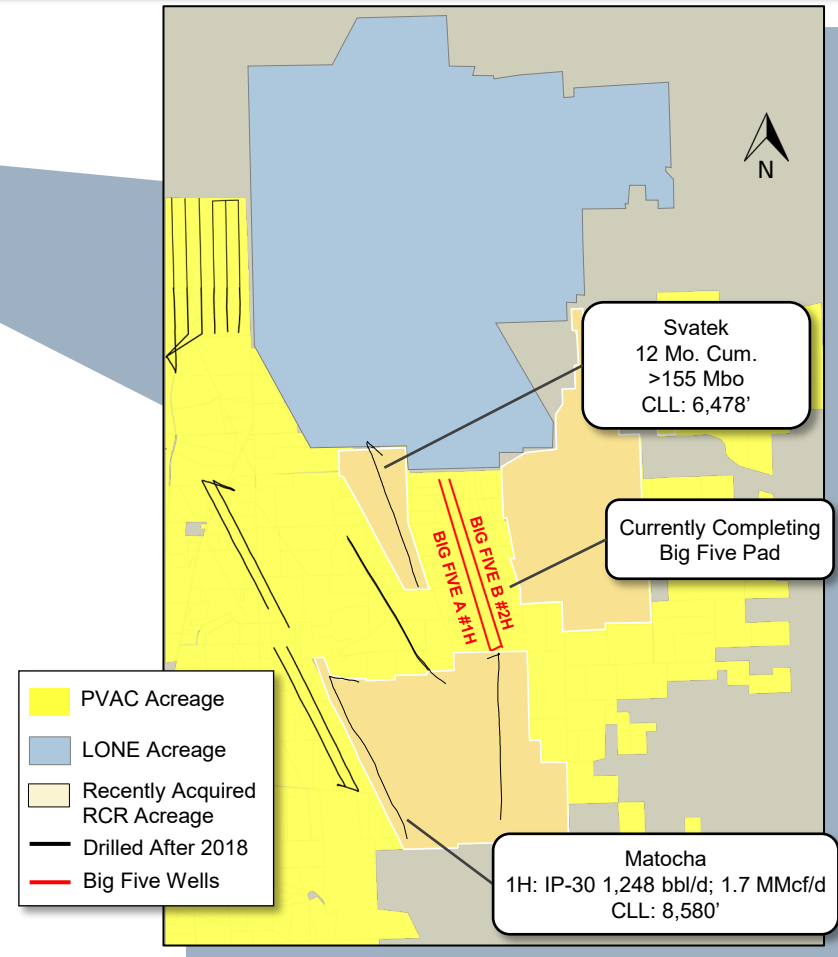 N
Svatek
12 Mo. Cum.
>155 Mbo
CLL: 6,478’
Currently Completing
Big Five Pad
BIG FIVE A #1H
BIG FIVE B #2H
PVAC Acreage
LONE Acreage
Recently Acquired
RCR Acreage
Drilled After 2018
Big Five Wells
Matocha
1H: IP-30 1,248 bbl/d; 1.7 MMcf/d
CLL: 8,580’